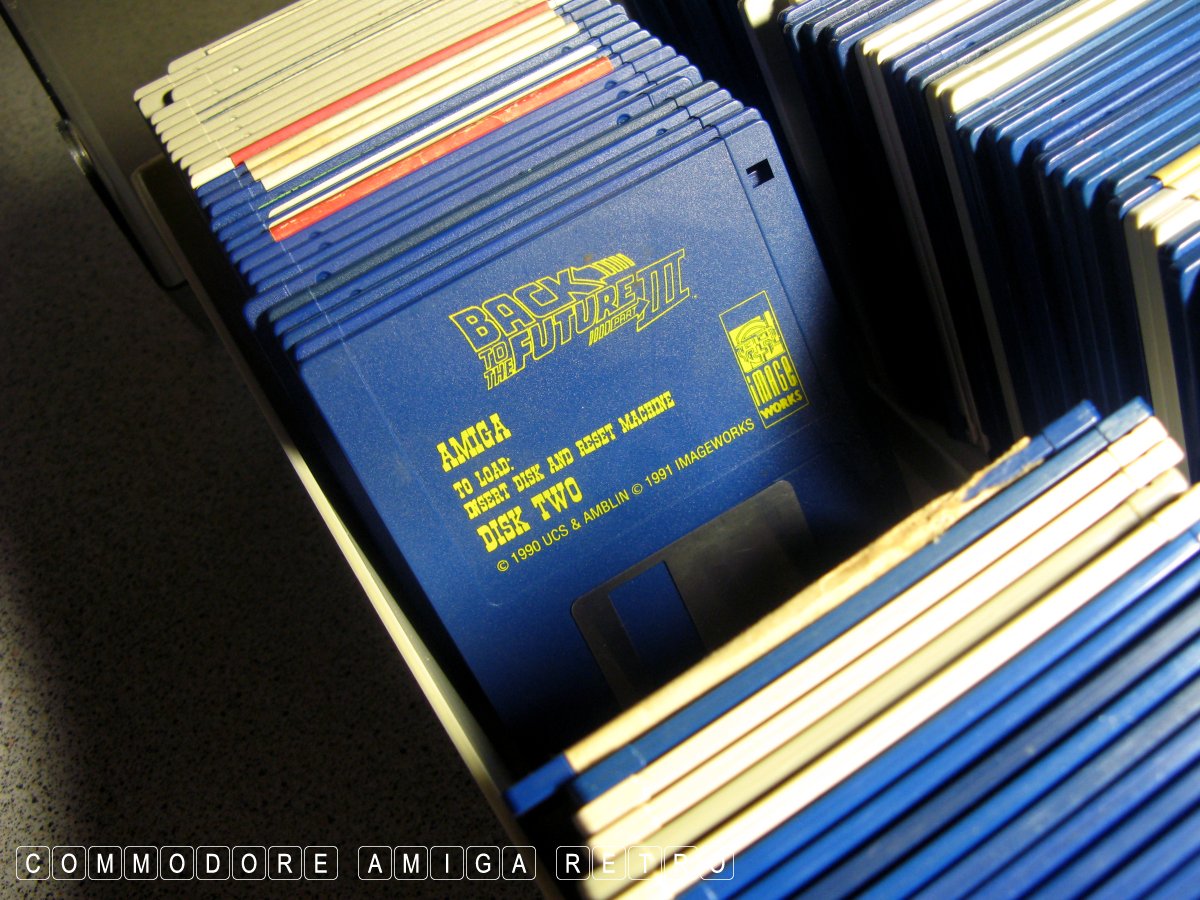 BACK
TO THE FUTURE
PART III
IMAGE
WORKS
AMIGA
TO LOAD:
INSERT DISK AND RESET MACHINE
DISK TWO
© 1990 UCS & AMBLIN © 1991 IMAGEWORKS
COMMODORE AMIGA RETRO